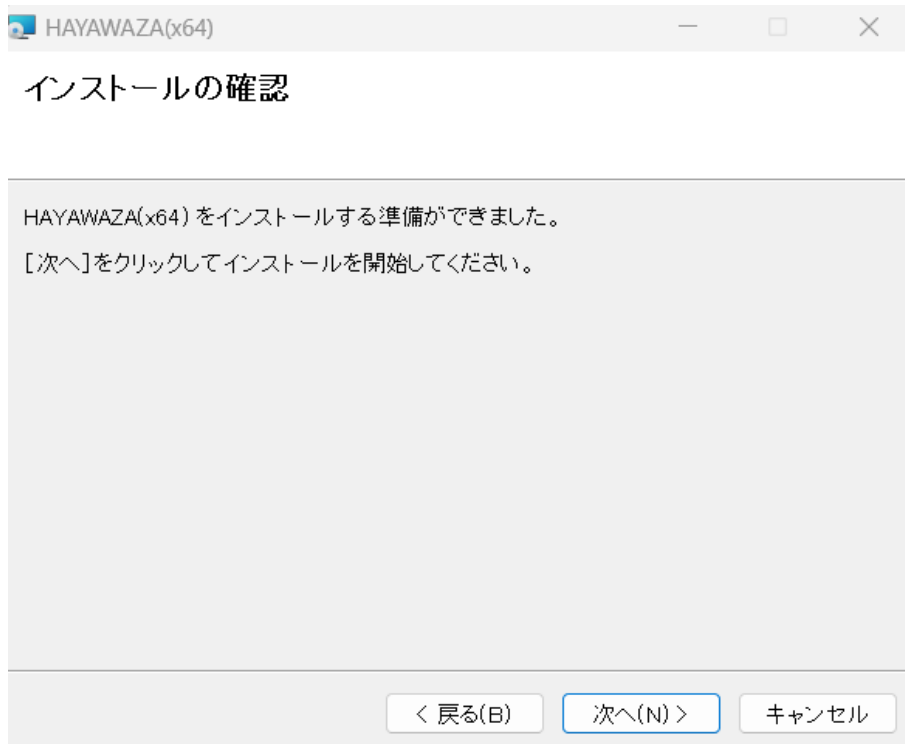 HAYAWAZA(x64)
インストールの確認
HAYAWAZA(x64) をインストールする準備ができました。
[次へ]をクリックしてインストールを開始してください。
< 戻る(B)
次へ(N) >
キャンセル